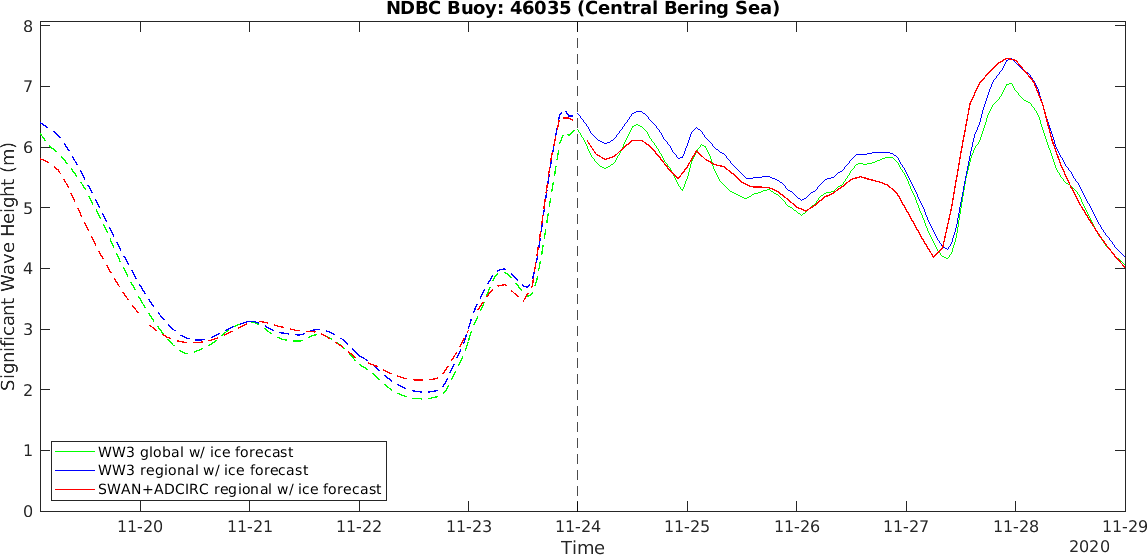 NDBC Buoy: 46035 (Central Bering Sea)
8
7
6
5
4
3
2
1
0
Significant Wave Height (m)
WW3 global w/ ice forecast
WW3 regional w/ ice forecast
SWAN+ADCIRC regional w/ ice forecast
11-20 11-21 11-22 11-23 11-24 11-25 11-26 11-27 11-28 11-29
Time
2020